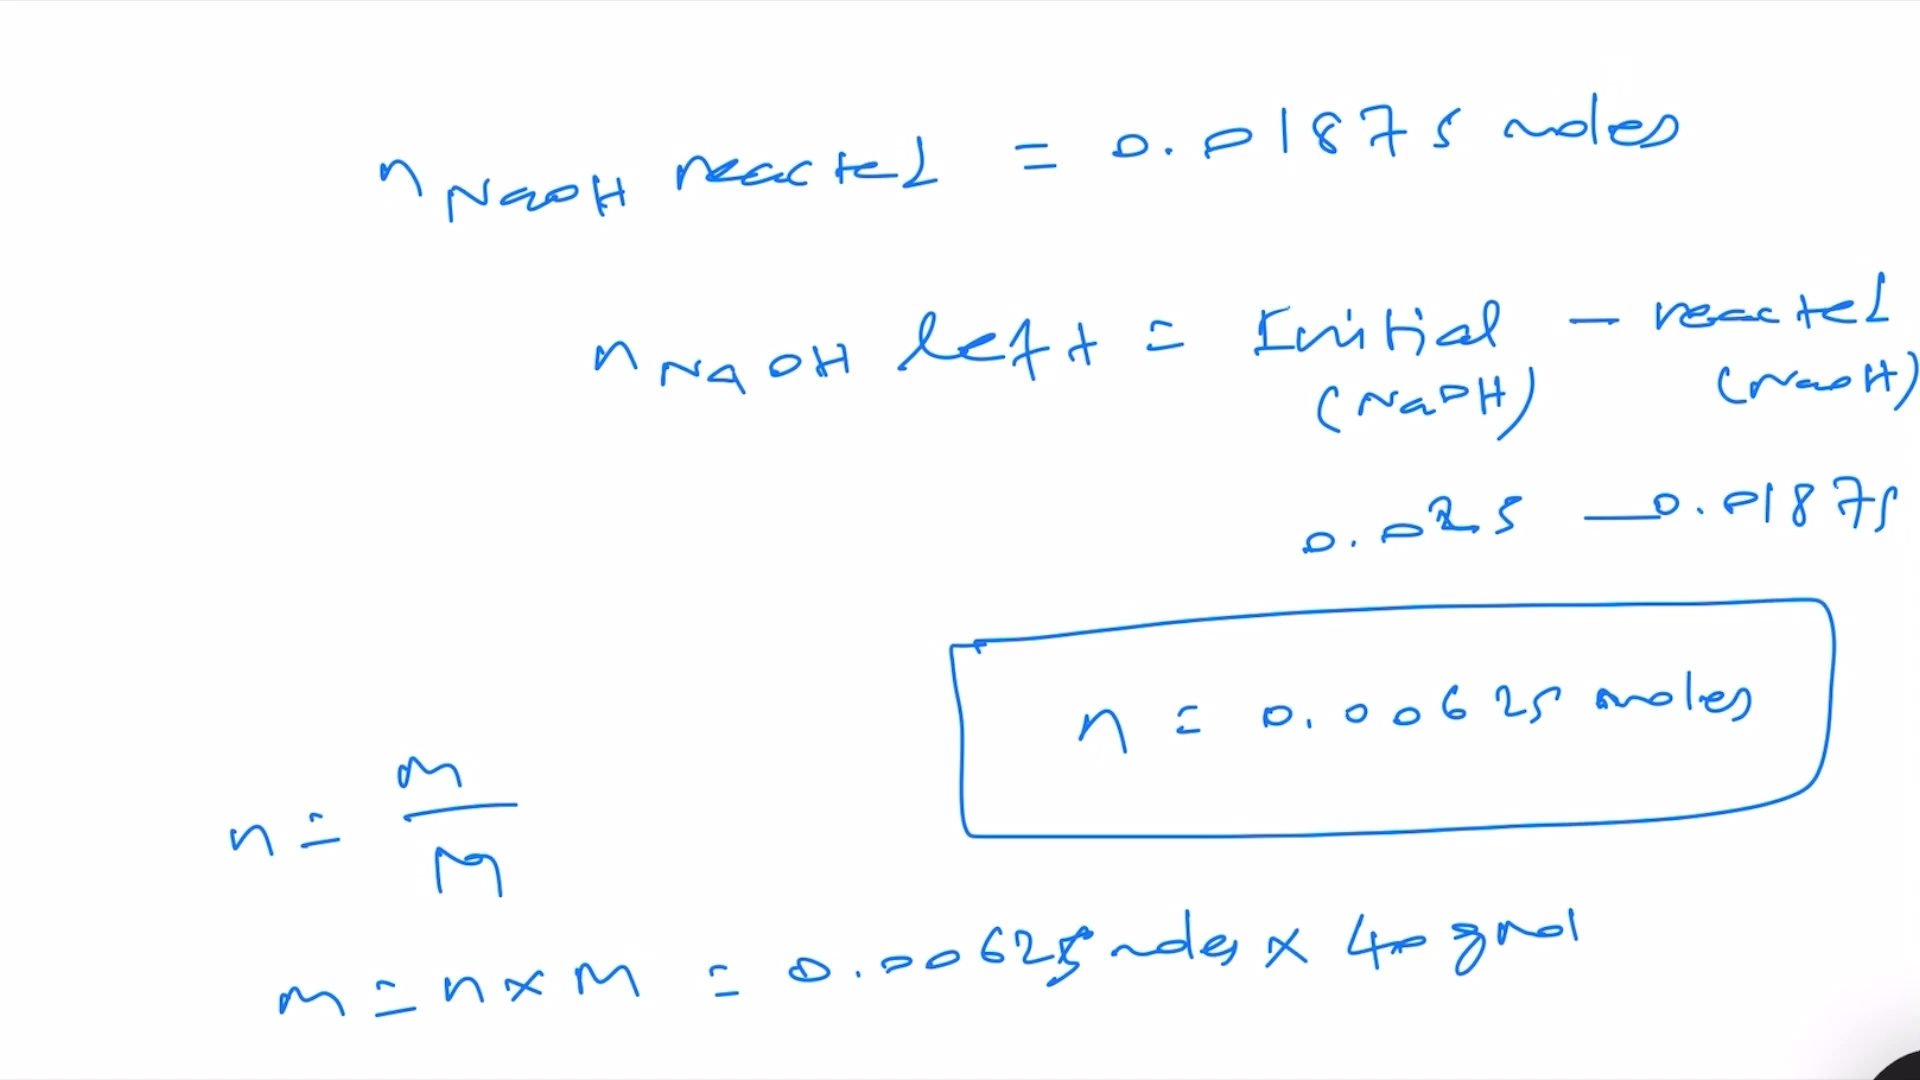 n NaOH reacted = 0.01875 moles
n NaOH left = Initial - reacted
(NaOH) (NaOH)
0.025 - 0.01875
n = 0.00625 moles
n = m/M
m = n x M = 0.00625 moles x 40 gmol